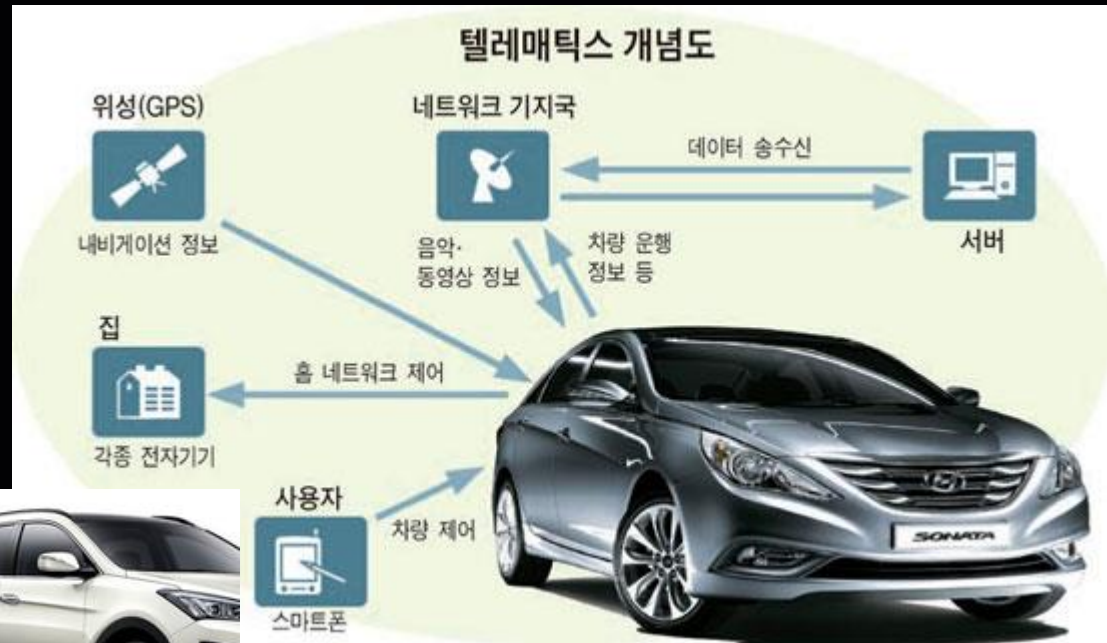 텔레매틱스 개념도
위성(GPS)
내비게이션 정보
네트워크 기지국
데이터 송수신
서버
음악·
동영상 정보
차량 운행
정보 등
집
홈 네트워크 제어
각종 전자기기
사용자
차량 제어
스마트폰
SONATA